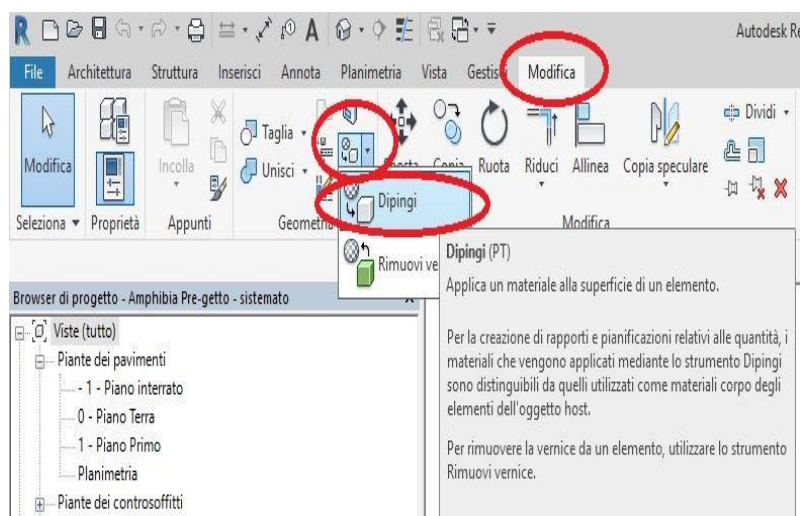 Autodesk Re
File Architettura Struttura Inserisci Annota Planimetria Vista Gestisci Modifica
Taglia
Dividi
Modifica Incolla Unisci Sposta Copia Ruota Riduci Allinea Copia speculare
Seleziona Proprietà Appunti Geometria Modifica
Dipingi
Rimuovi ve
Dipingi (PT)
Applica un materiale alla superficie di un elemento.
Per la creazione di rapporti e pianificazioni relativi alle quantità, i
materiali che vengono applicati mediante lo strumento Dipingi
sono distinguibili da quelli utilizzati come materiali corpo degli
elementi dell'oggetto host.
Per rimuovere la vernice da un elemento, utilizzare lo strumento
Rimuovi vernice.
Browser di progetto - Amphibia Pre-getto - sistemato
Viste (tutto)
Piante dei pavimenti
- 1 - Piano interrato
0 - Piano Terra
1 - Piano Primo
Planimetria
Piante dei controsoffitti